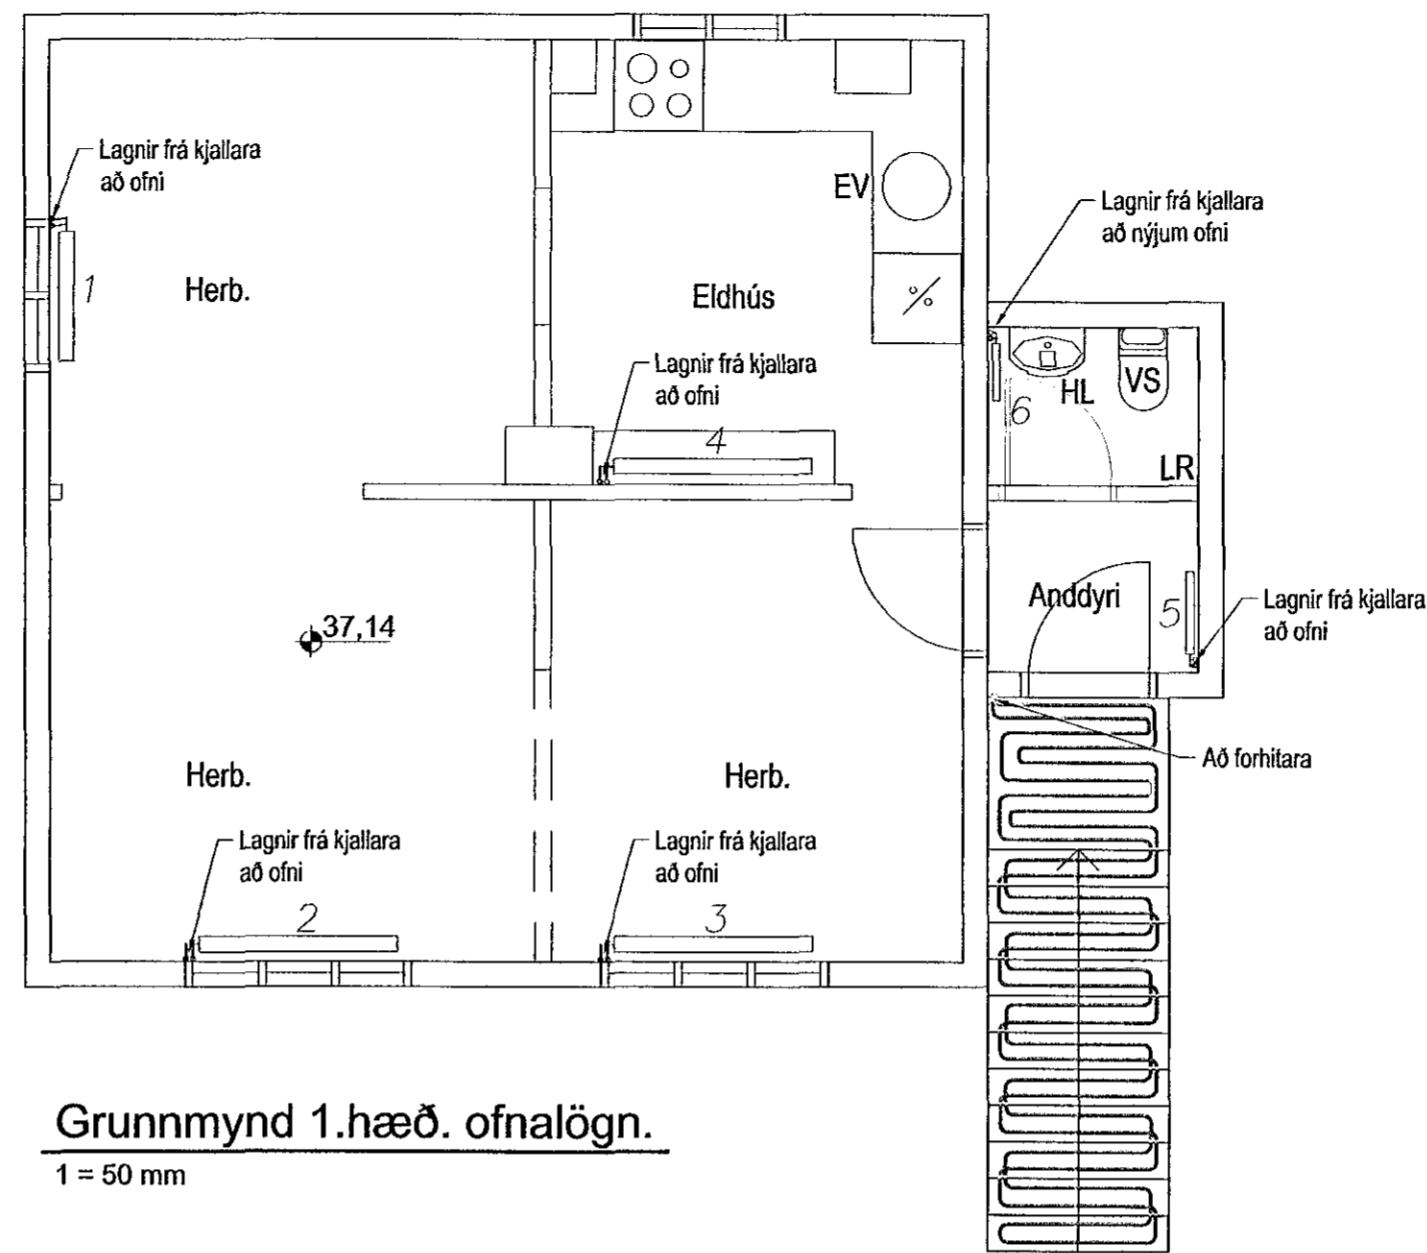 Lagnir frá kjallara
að ofni
1
Herb.
EV
Eldhús
Lagnir frá kjallara
að nýjum ofni
Lagnir frá kjallara
að ofni
4
6
HL
VS
LR
37,14
Anddyri
5
Lagnir frá kjallara
að ofni
Að forhitara
Herb.
Herb.
Lagnir frá kjallara
að ofni
2
Lagnir frá kjallara
að ofni
3
Grunnmynd 1.hæð. ofnalögn.
1 = 50 mm